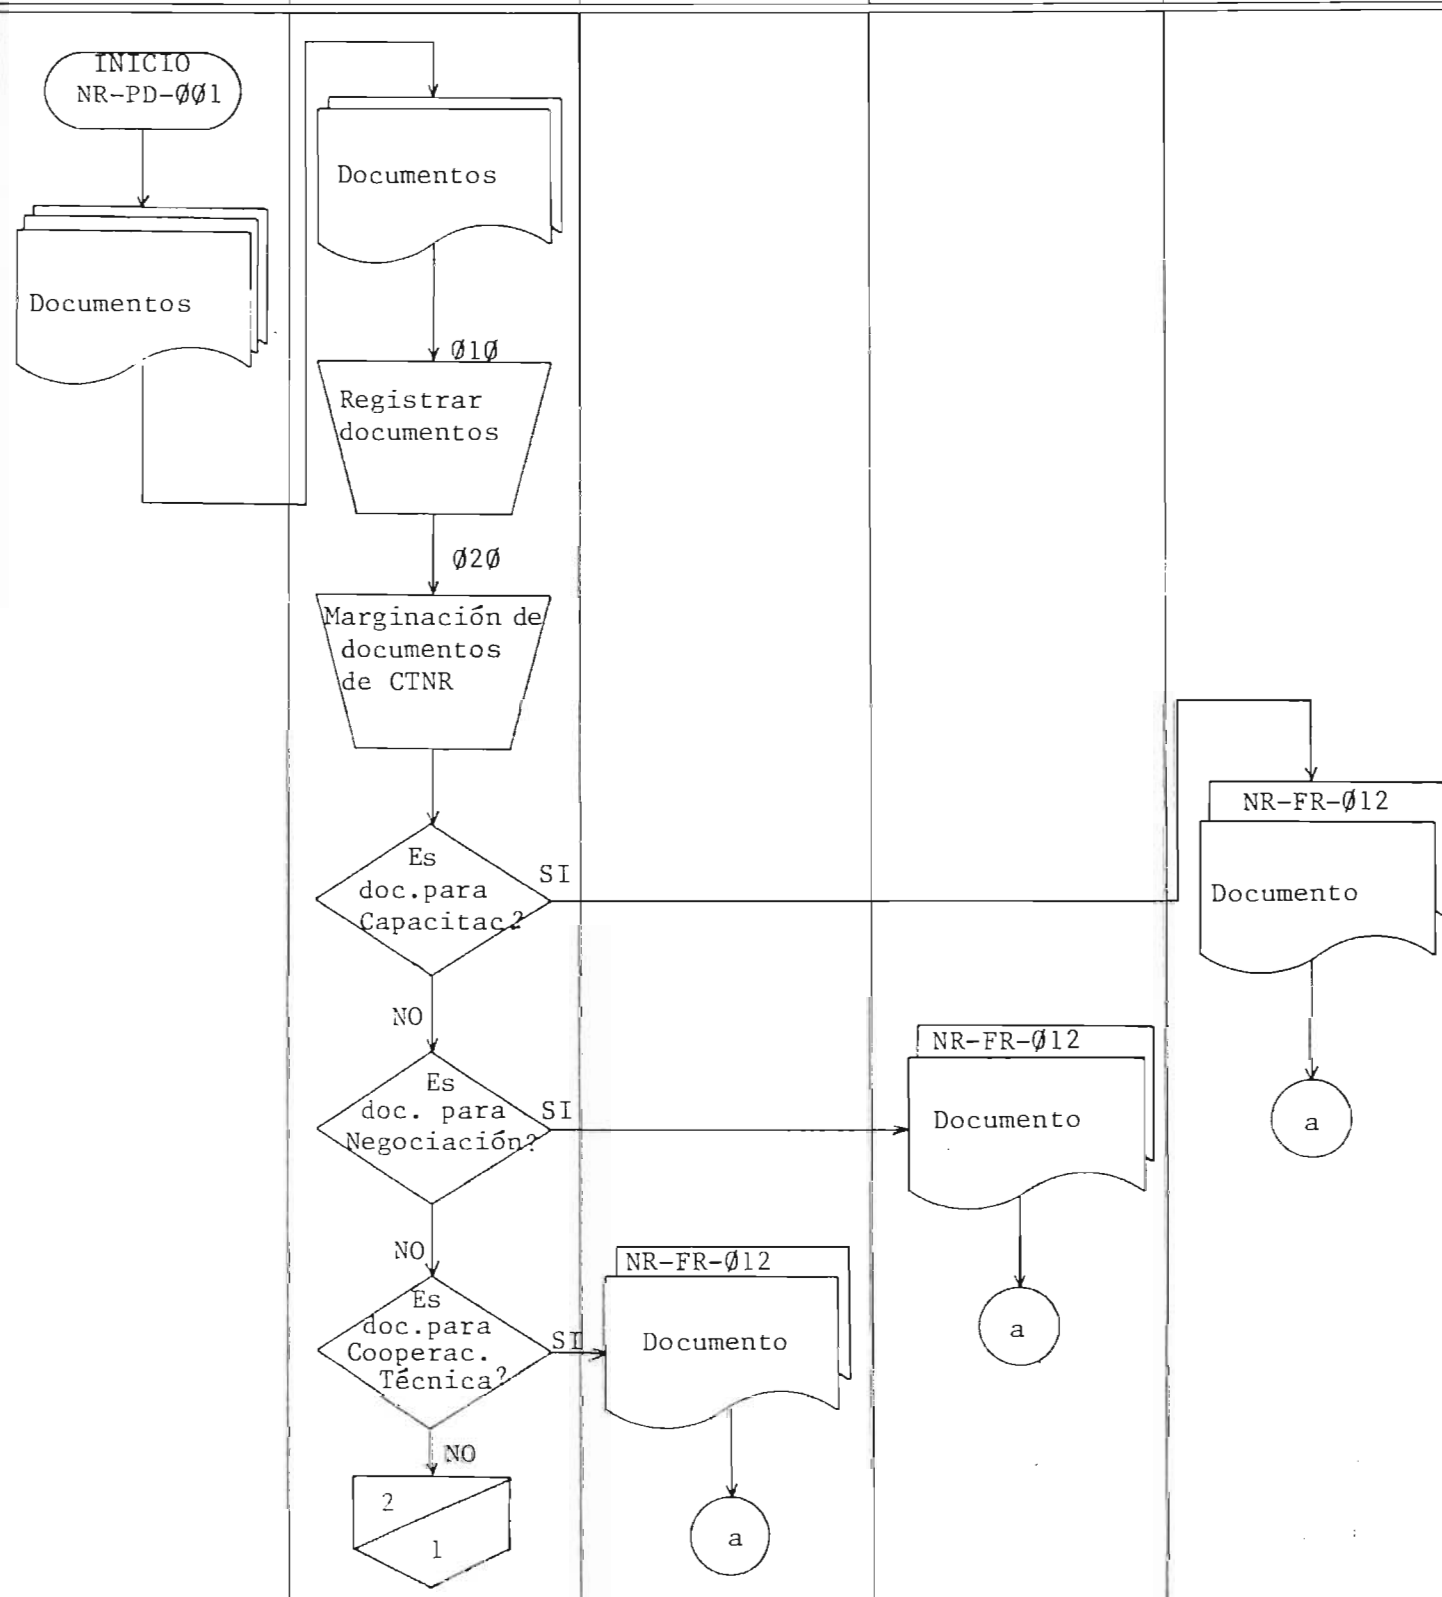 INICIO
NR-PD-ØØ1
Documentos
Documentos
Ø1Ø
Registrar
documentos
Ø2Ø
Marginación de
documentos
de CTNR
Es
doc.para
Capacitac?
SI
NR-FR-Ø12
Documento
a
NO
Es
doc. para
Negociación?
SI
NR-FR-Ø12
Documento
a
NO
Es
doc.para
Cooperac.
Técnica?
SI
NR-FR-Ø12
Documento
a
NO
2
1